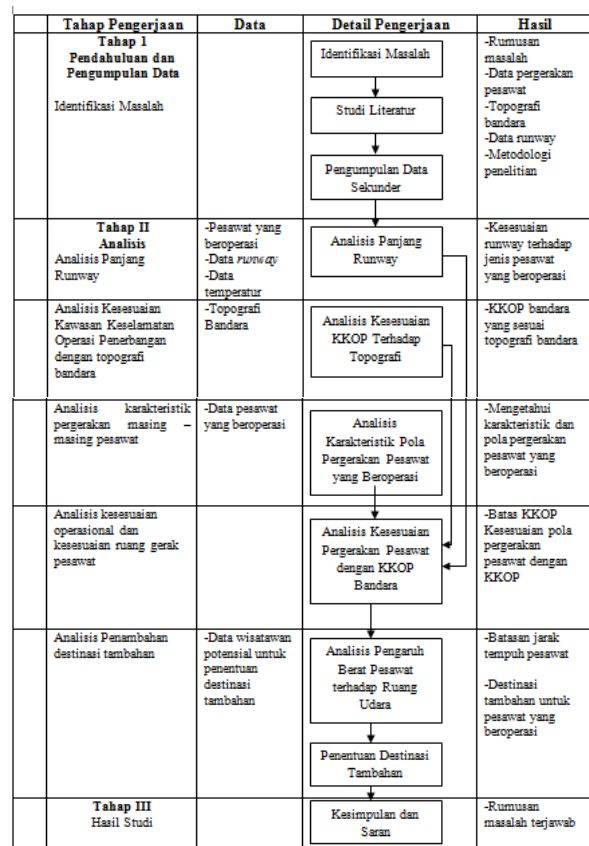 Tahap Pengerjaan Data Detail Pengerjaan Hasil
Tahap 1
Pendahuluan dan
Pengumpulan Data
Identifikasi Masalah
Identifikasi Masalah
Studi Literatur
Pengumpulan Data
Sekunder
-Rumusan
masalah
-Data pergerakan
pesawat
-Topografi
bandara
-Data runway
-Metodologi
penelitian
Tahap II
Analisis
Analisis Panjang
Runway
-Pesawat yang
beroperasi
-Data runway
-Data
temperatur
Analisis Panjang
Runway
-Kesesuaian
runway terhadap
jenis pesawat
yang beroperasi
Analisis Kesesuaian
Kawasan Keselamatan
Operasi Penerbangan
dengan topografi
bandara
-Topografi
Bandara
Analisis Kesesuaian
KKOP Terhadap
Topografi
-KKOP bandara
yang sesuai
topografi bandara
Analisis karakteristik
pergerakan masing –
masing pesawat
-Data pesawat
yang beroperasi
Analisis
Karakteristik Pola
Pergerakan Pesawat
yang Beroperasi
-Mengetahui
karakteristik dan
pola pergerakan
pesawat yang
beroperasi
Analisis kesesuaian
operasional dan
kesesuaian ruang gerak
pesawat
Analisis Kesesuaian
Pergerakan Pesawat
dengan KKOP
Bandara
-Batas KKOP
Kesesuaian pola
pergerakan
pesawat dengan
KKOP
Analisis Penambahan
destinasi tambahan
-Data wisatawan
potensial untuk
penentuan
destinasi
tambahan
Analisis Pengaruh
Berat Pesawat
terhadap Ruang
Udara
Penentuan Destinasi
Tambahan
-Batasan jarak
tempuh pesawat
-Destinasi
tambahan untuk
pesawat yang
beroperasi
Tahap III
Hasil Studi
Kesimpulan dan
Saran
-Rumusan
masalah terjawab